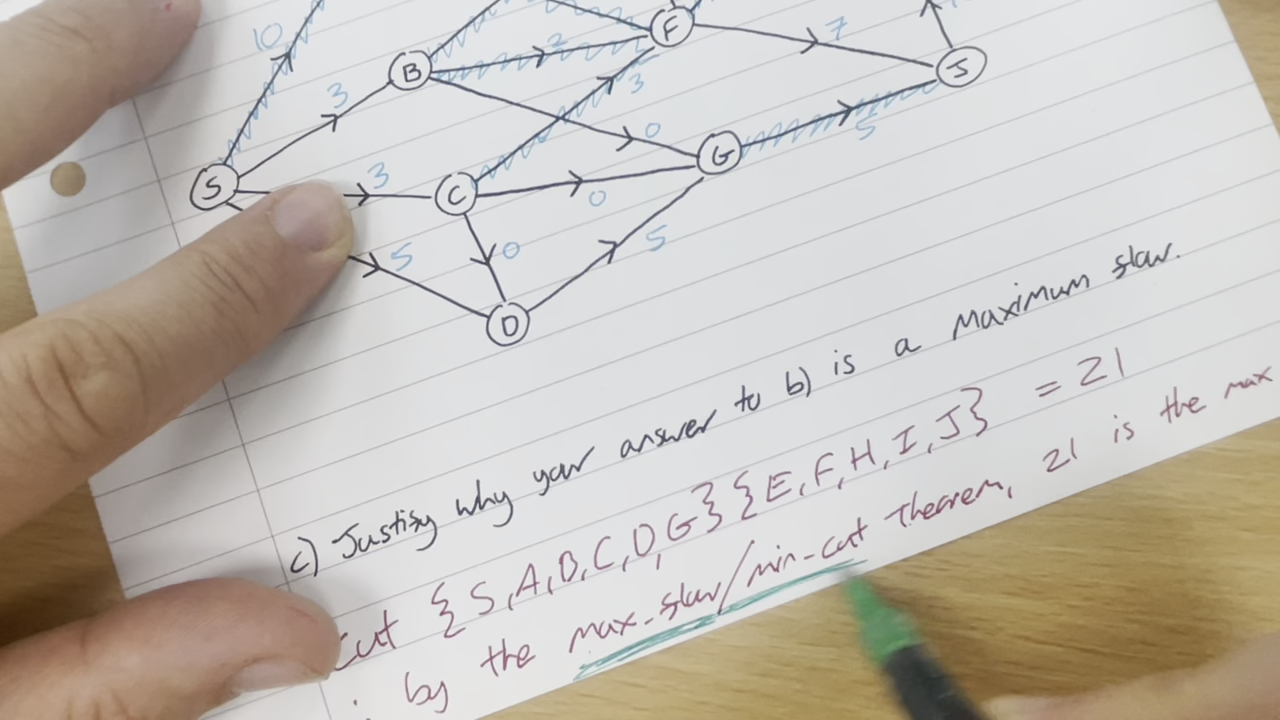 10
B
3
2
F
7
J
S
3
C
3
0
G
5
0
5
0
5
D
c) Justify why your answer to b) is a maximum flow.
cut {S,A,B,C,D,G}{E,F,H,I,J} = 21
∴ by the max-flow/min-cut theorem, 21 is the max